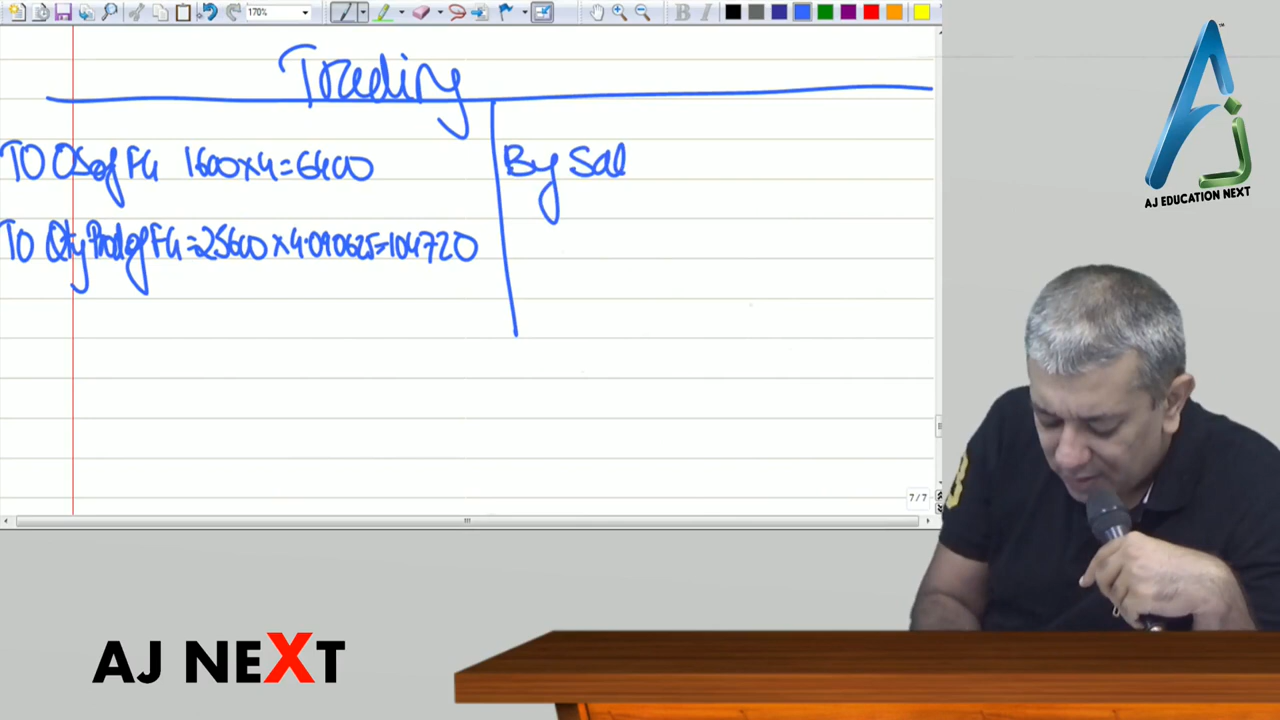 170%
Trading
TO OS of FG 1600x4=6400
By Sal
TO Qty Prod of FG=25600x4.090625=104720
7/7
B I
AJ EDUCATION NEXT
AJ NEXT